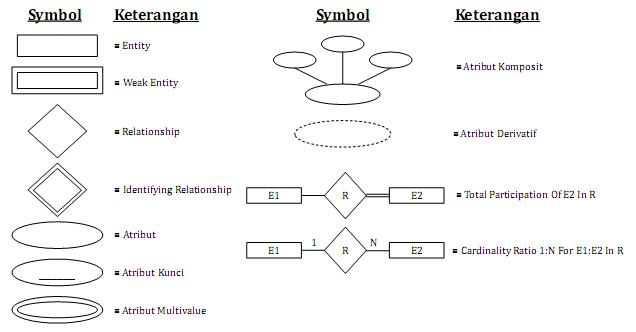 Symbol Keterangan
= Entity
= Weak Entity
= Relationship
= Identifying Relationship
= Atribut
= Atribut Kunci
= Atribut Multivalue
Symbol Keterangan
= Atribut Komposit
= Atribut Derivatif
E1 R E2 = Total Participation Of E2 In R
E1 1 R N E2 = Cardinality Ratio 1:N For E1:E2 In R